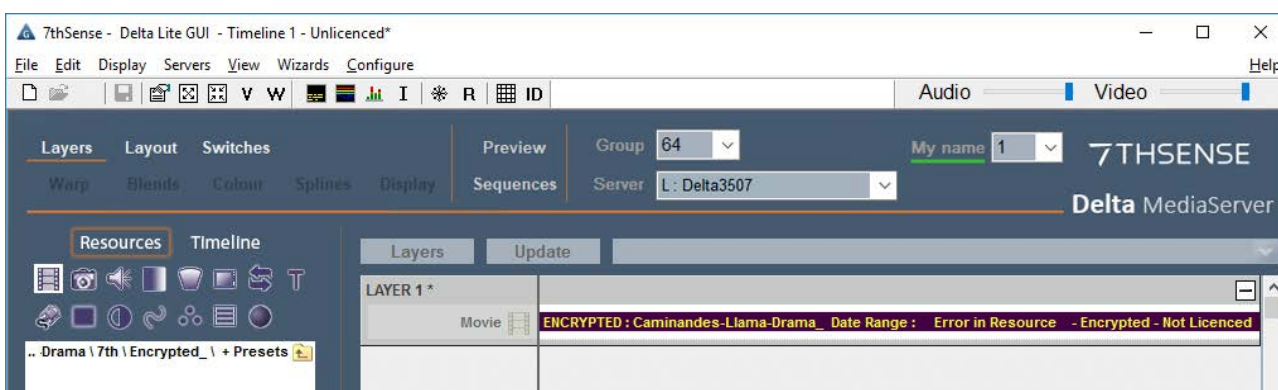 7thSense - Delta Lite GUI - Timeline 1 - Unlicenced*
File Edit Display Servers View Wizards Configure Help
V W I R ID Audio Video
Layers Layout Switches Preview Group 64 My name 1 7THSENSE
Warp Blends Colour Splines Display Sequences Server L : Delta3507
Delta MediaServer
Resources Timeline
Layers Update
T
LAYER 1 *
Movie ENCRYPTED : Caminandes-Llama-Drama_ Date Range : Error in Resource - Encrypted - Not Licenced
.. Drama \ 7th \ Encrypted_ \ + Presets